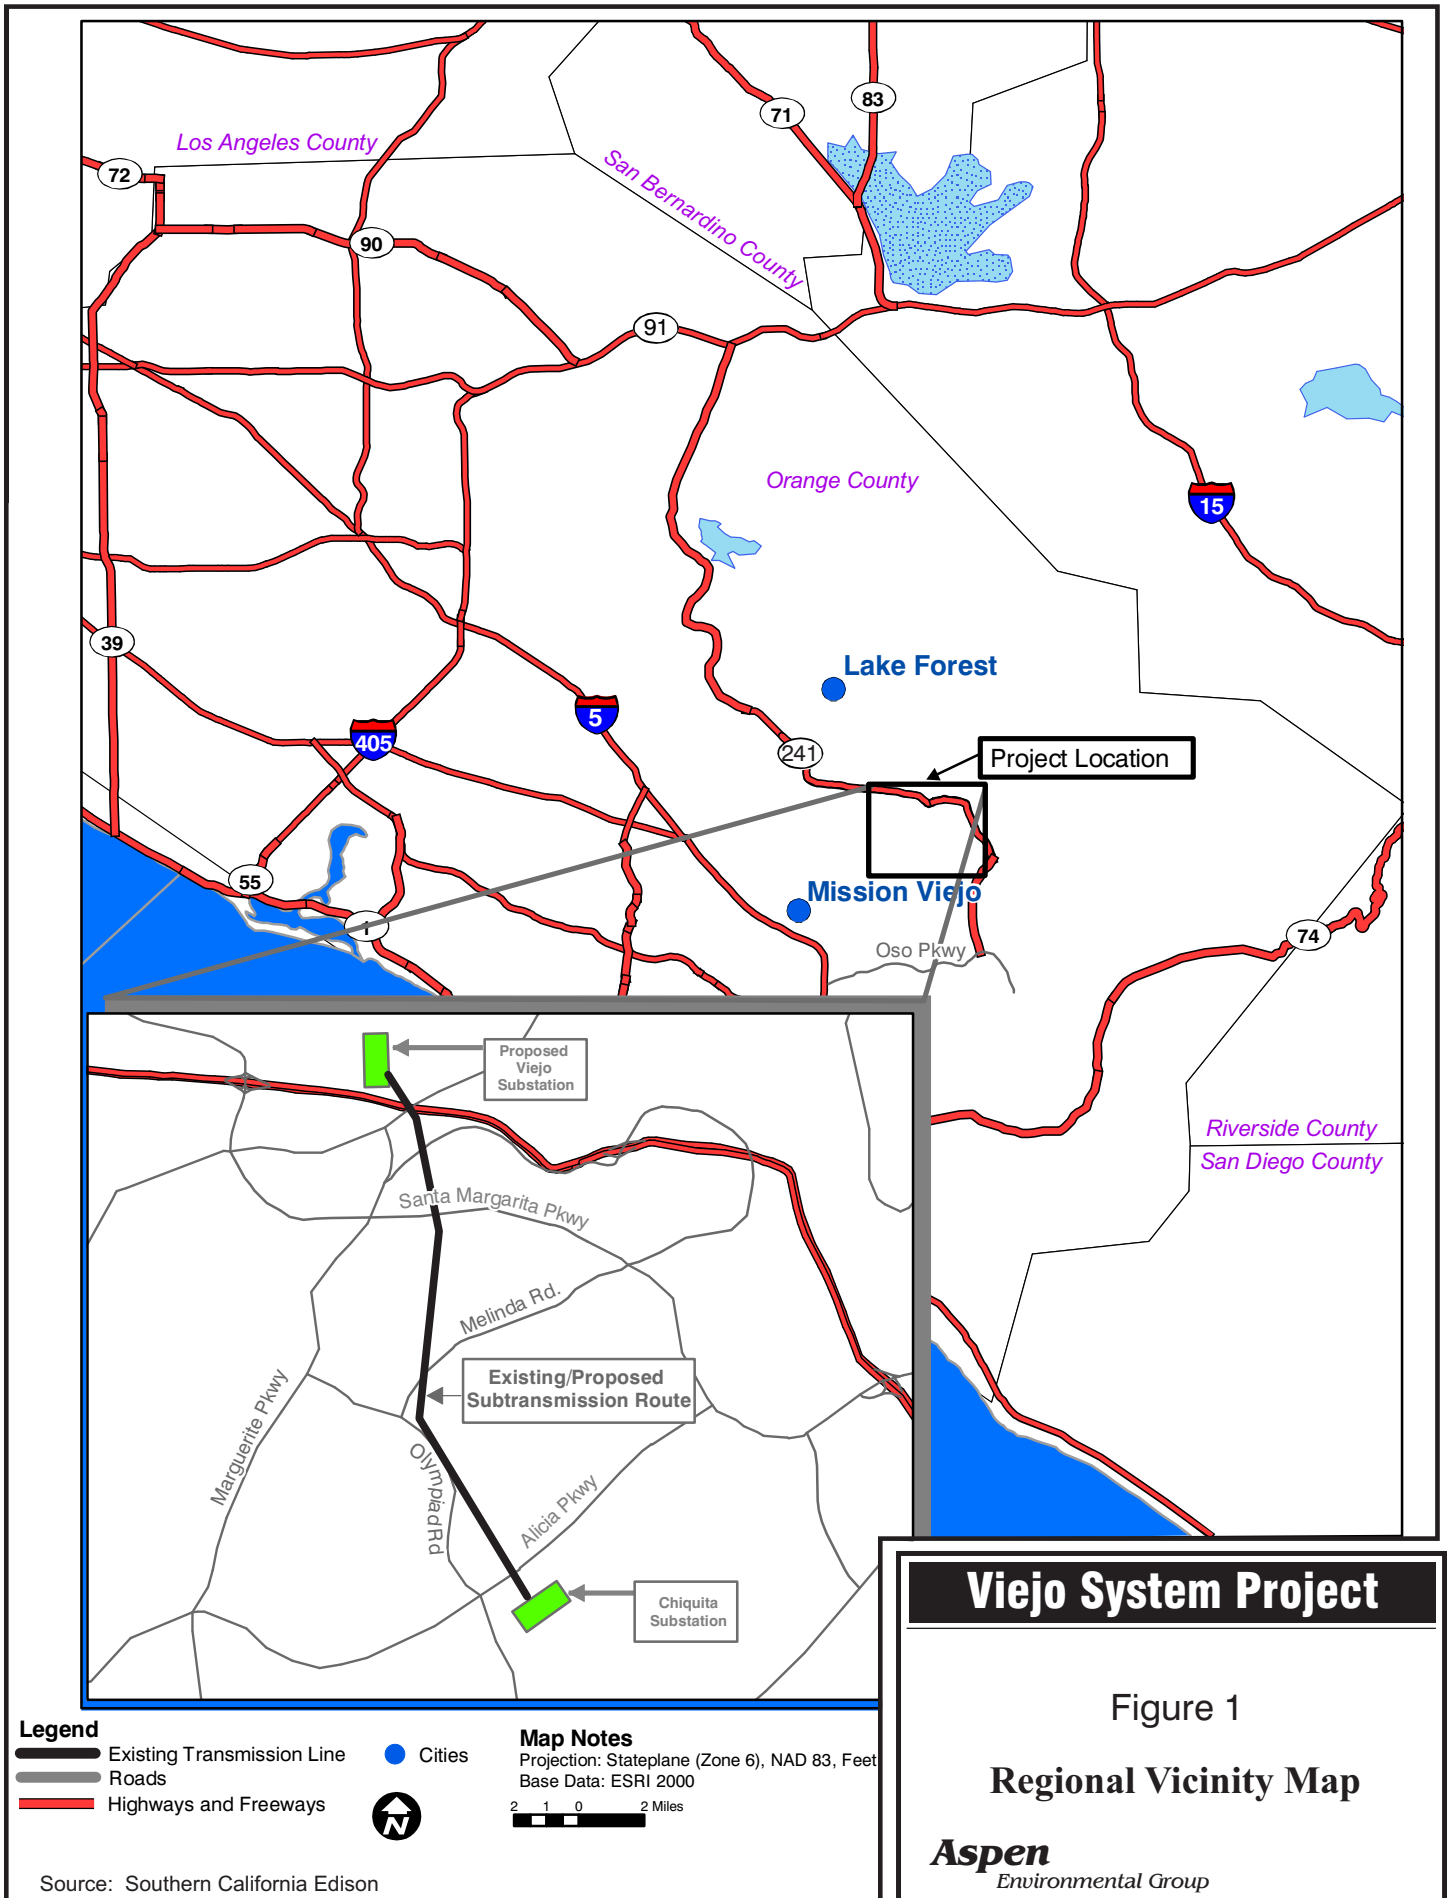 Los Angeles County
71
83
72
San Bernardino County
90
91
Orange County
15
39
Lake Forest
5
405
241
Project Location
55
Mission Viejo
1
74
Oso Pkwy
Proposed
Viejo
Substation
Riverside County
San Diego County
Santa Margarita Pkwy
Melinda Rd.
Existing/Proposed
Subtransmission Route
Marguerite Pkwy
Olympiad Rd
Alicia Pkwy
Chiquita
Substation
Viejo System Project
Figure 1
Regional Vicinity Map
Aspen
Environmental Group
Legend
Existing Transmission Line
Roads
Highways and Freeways
Cities
N
Map Notes
Projection: Stateplane (Zone 6), NAD 83, Feet
Base Data: ESRI 2000
2 1 0 2 Miles
Source: Southern California Edison